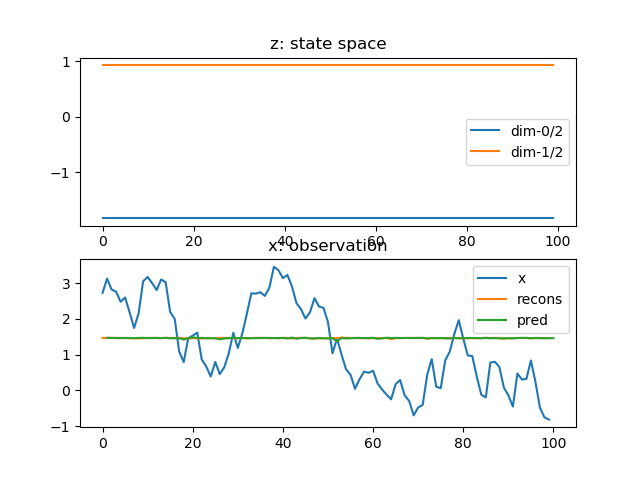 z: state space
1
0
−1
dim-0/2
dim-1/2
0 20 40 60 80 100
x: observation
3
2
1
0
−1
x
recons
pred
0 20 40 60 80 100